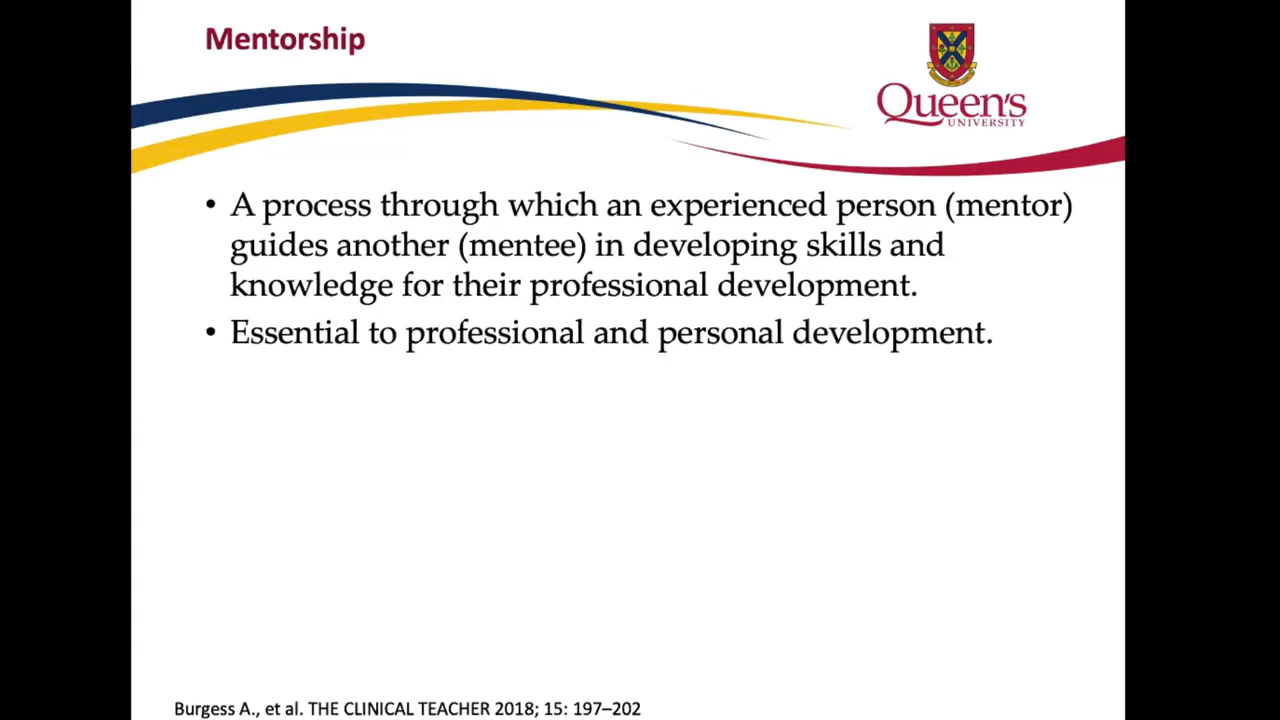 Mentorship
Queen's
UNIVERSITY
• A process through which an experienced person (mentor)
guides another (mentee) in developing skills and
knowledge for their professional development.
• Essential to professional and personal development.
Burgess A., et al. THE CLINICAL TEACHER 2018; 15: 197–202